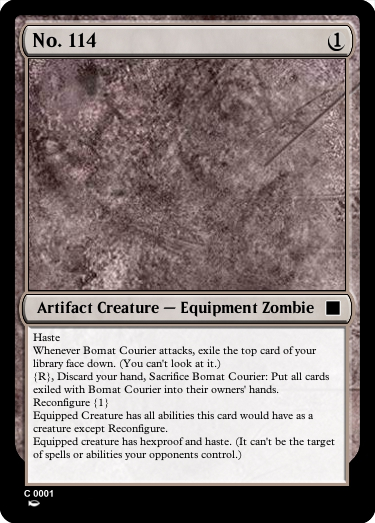 No. 114
1
Artifact Creature — Equipment Zombie
Haste
Whenever Bomat Courier attacks, exile the top card of your
library face down. (You can't look at it.)
{R}, Discard your hand, Sacrifice Bomat Courier: Put all cards
exiled with Bomat Courier into their owners' hands.
Reconfigure {1}
Equipped Creature has all abilities this card would have as a
creature except Reconfigure.
Equipped creature has hexproof and haste. (It can't be the target
of spells or abilities your opponents control.)
C 0001